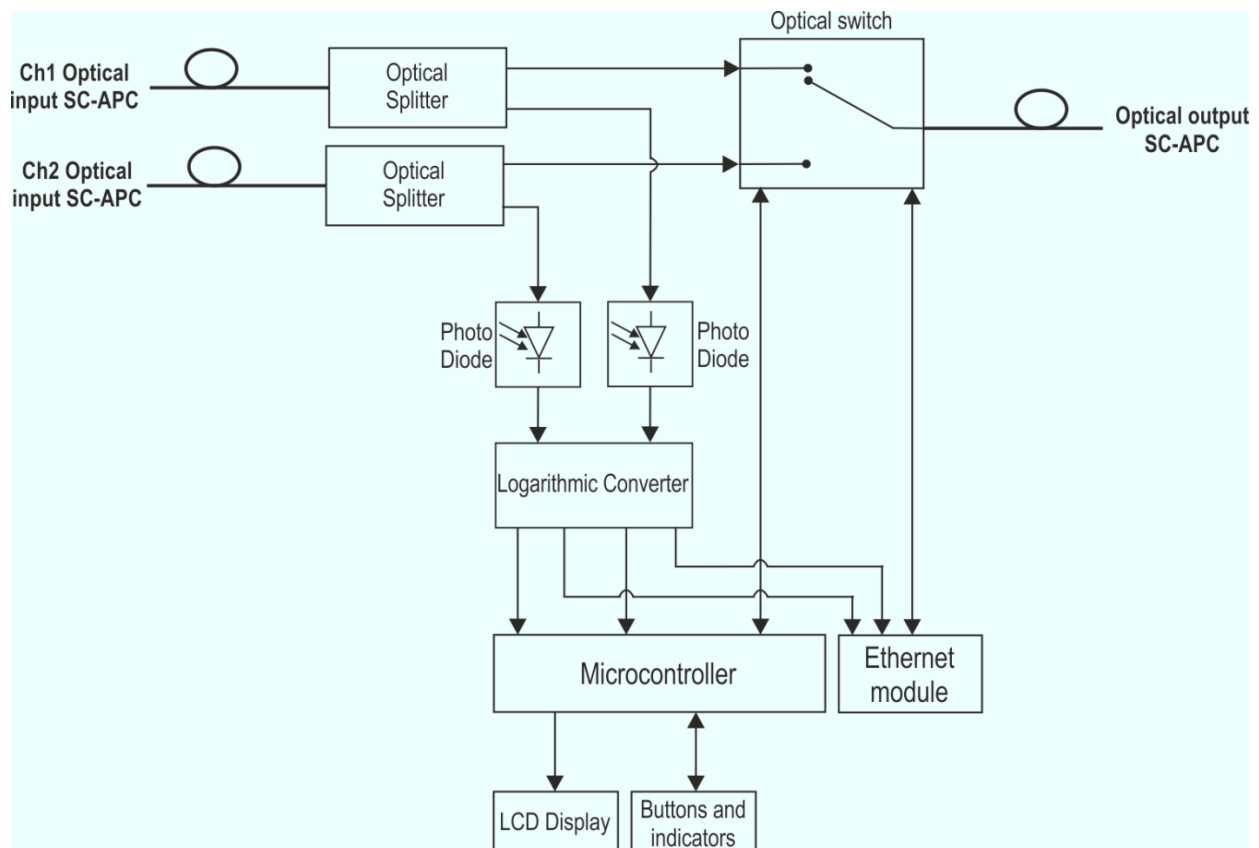 Optical switch
Ch1 Optical
input SC-APC
Optical
Splitter
Optical output
SC-APC
Ch2 Optical
input SC-APC
Optical
Splitter
Photo
Diode
Photo
Diode
Logarithmic Converter
Microcontroller
Ethernet
module
LCD Display
Buttons and
indicators